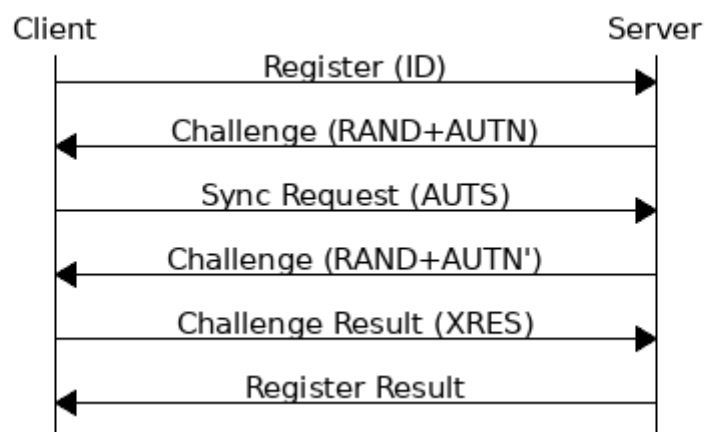 Client
Server
Register (ID)
Challenge (RAND+AUTN)
Sync Request (AUTS)
Challenge (RAND+AUTN')
Challenge Result (XRES)
Register Result